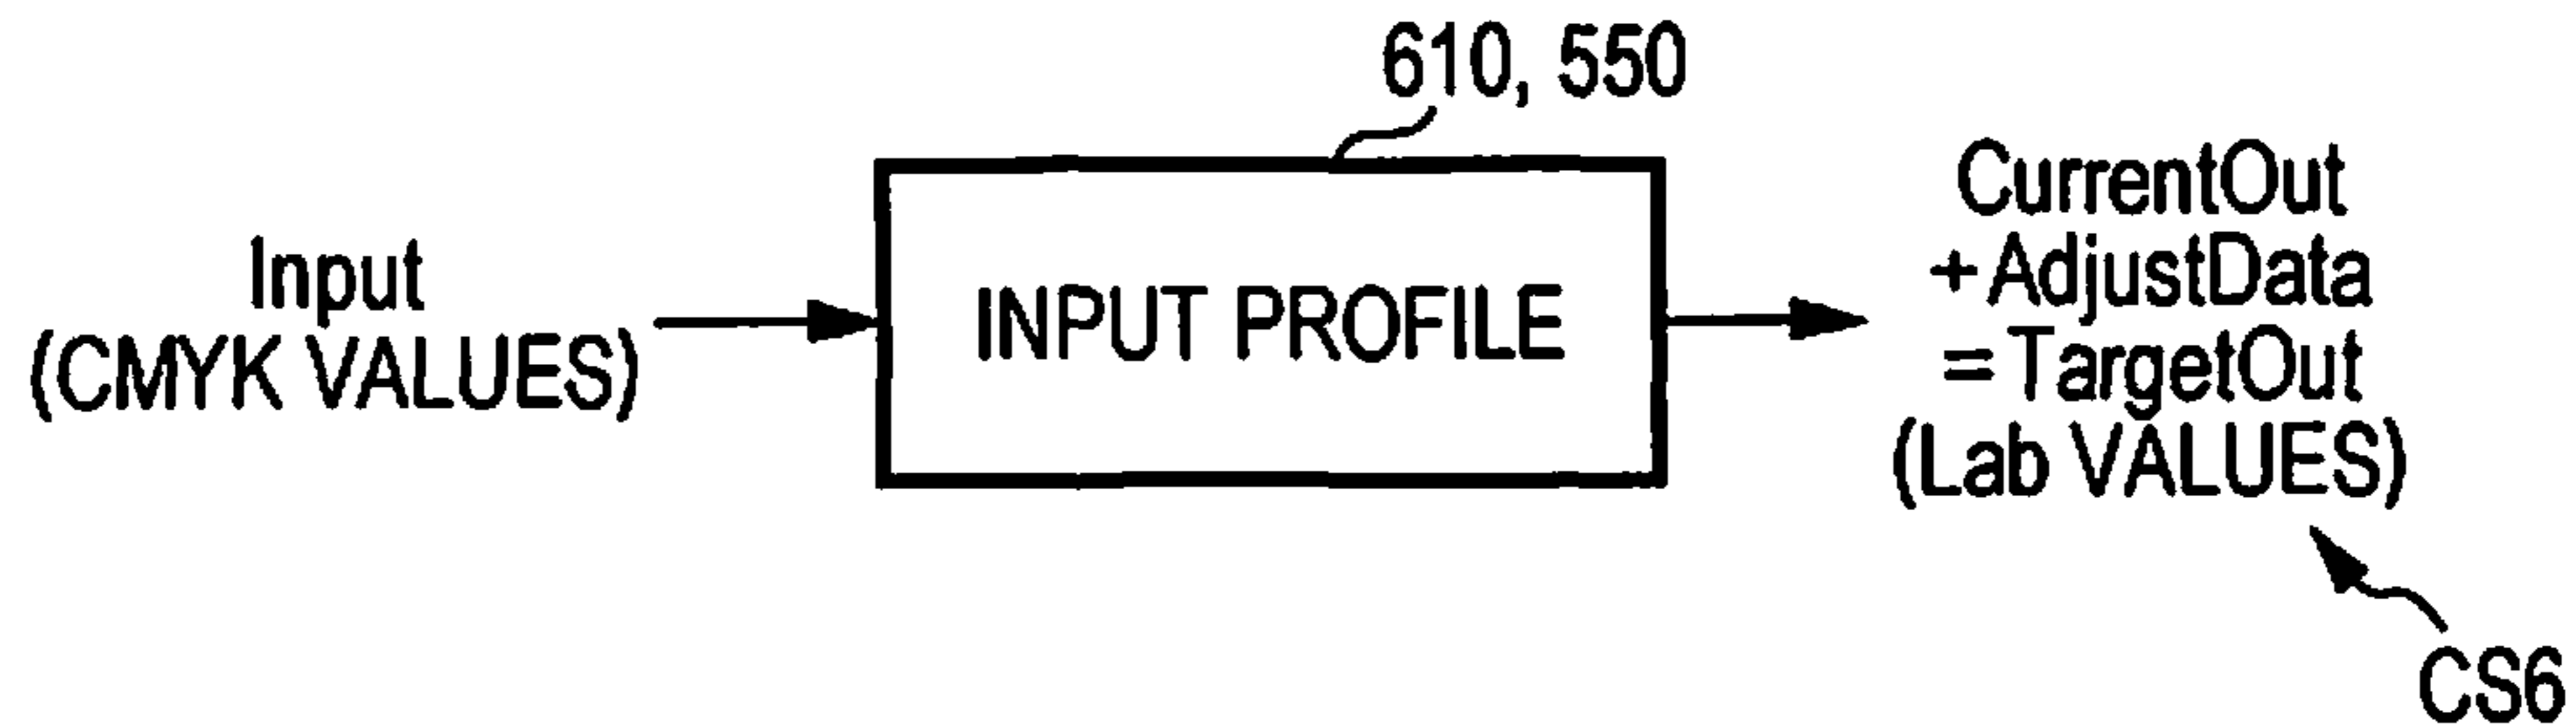 610, 550
Input
(CMYK VALUES)
INPUT PROFILE
CurrentOut
+AdjustData
=TargetOut
(Lab VALUES)
CS6